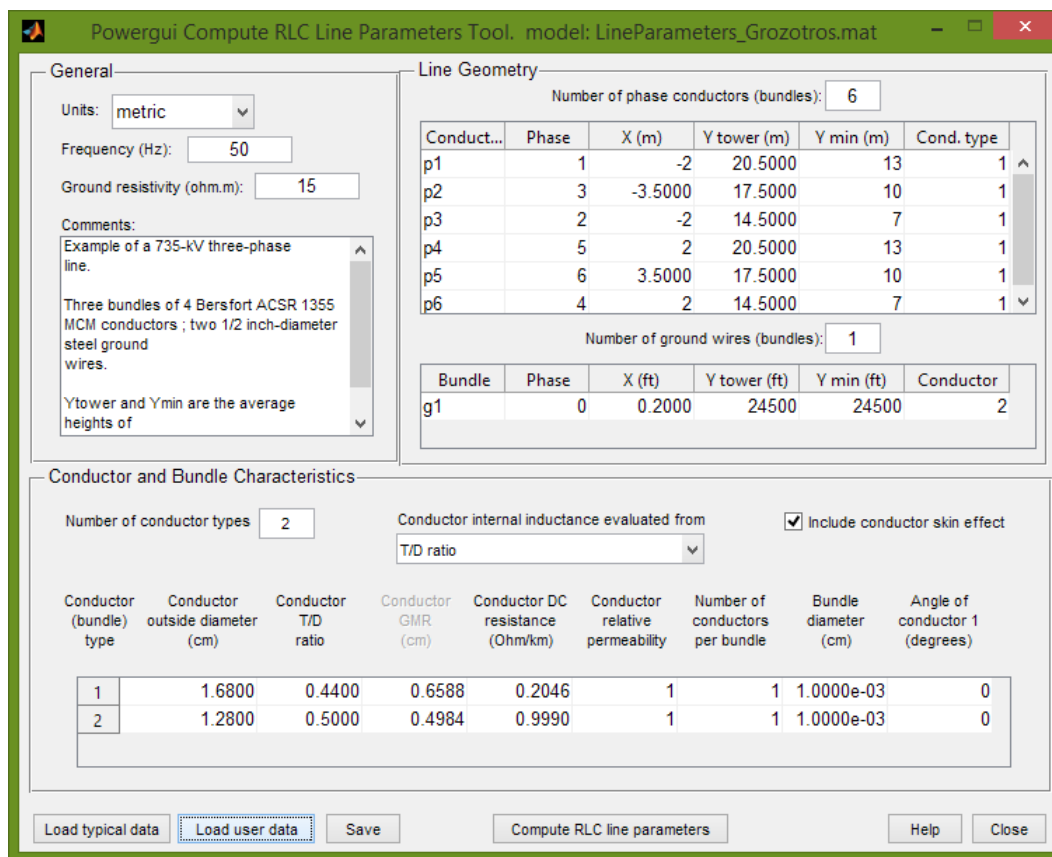 Powergui Compute RLC Line Parameters Tool. model: LineParameters_Grozotros.mat
General
Units: metric
Frequency (Hz): 50
Ground resistivity (ohm.m): 15
Comments:
Example of a 735-kV three-phase
line.
Three bundles of 4 Bersfort ACSR 1355
MCM conductors ; two 1/2 inch-diameter
steel ground
wires.
Ytower and Ymin are the average
heights of
Line Geometry
Number of phase conductors (bundles): 6
Conduct... Phase X (m) Y tower (m) Y min (m) Cond. type
p1 1 -2 20.5000 13 1
p2 3 -3.5000 17.5000 10 1
p3 2 -2 14.5000 7 1
p4 5 2 20.5000 13 1
p5 6 3.5000 17.5000 10 1
p6 4 2 14.5000 7 1
Number of ground wires (bundles): 1
Bundle Phase X (ft) Y tower (ft) Y min (ft) Conductor
g1 0 0.2000 24500 24500 2
Conductor and Bundle Characteristics
Number of conductor types 2
Conductor internal inductance evaluated from
T/D ratio
Include conductor skin effect
Conductor Conductor Conductor Conductor Conductor DC Conductor Number of Bundle Angle of
(bundle) outside diameter T/D GMR resistance relative conductors diameter conductor 1
type (cm) ratio (cm) (Ohm/km) permeability per bundle (cm) (degrees)
1 1.6800 0.4400 0.6588 0.2046 1 1 1.0000e-03 0
2 1.2800 0.5000 0.4984 0.9990 1 1 1.0000e-03 0
Load typical data Load user data Save Compute RLC line parameters Help Close